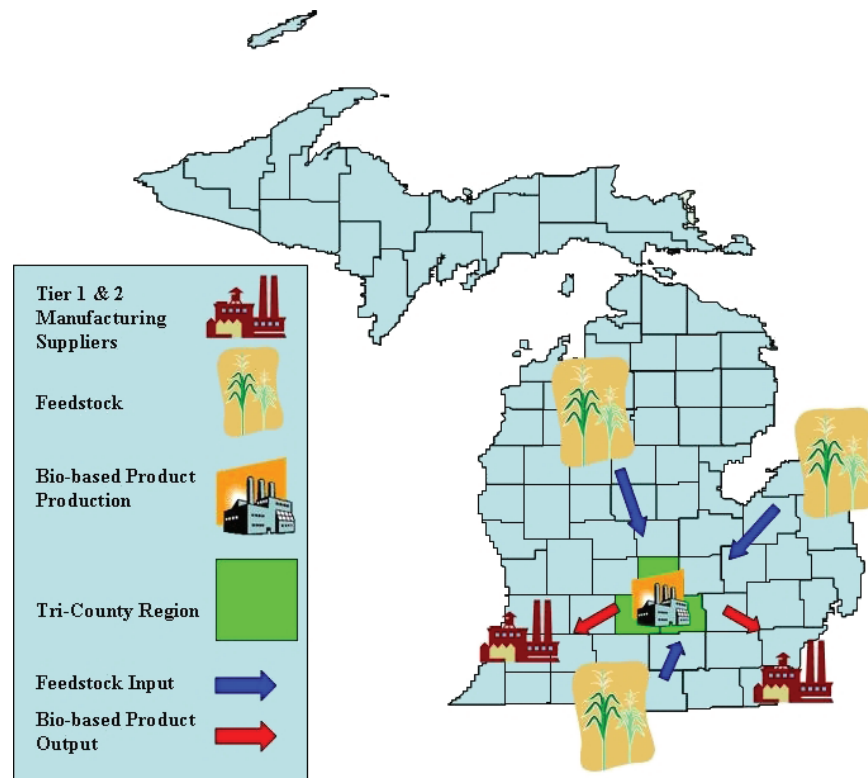 Tier 1 & 2
Manufacturing
Suppliers
Feedstock
Bio-based Product
Production
Tri-County Region
Feedstock Input
Bio-based Product
Output